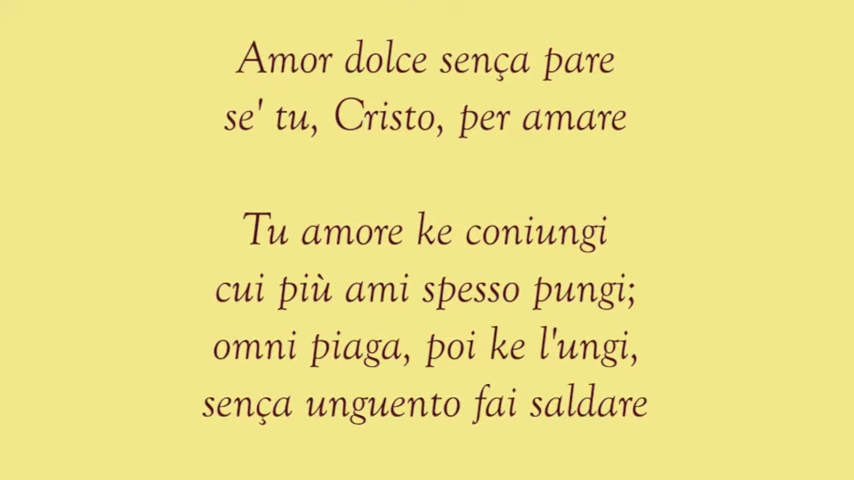 Amor dolce sença pare
se' tu, Cristo, per amare
Tu amore ke coniungi
cui più ami spesso pungi;
omni piaga, poi ke l'ungi,
sença unguento fai saldare